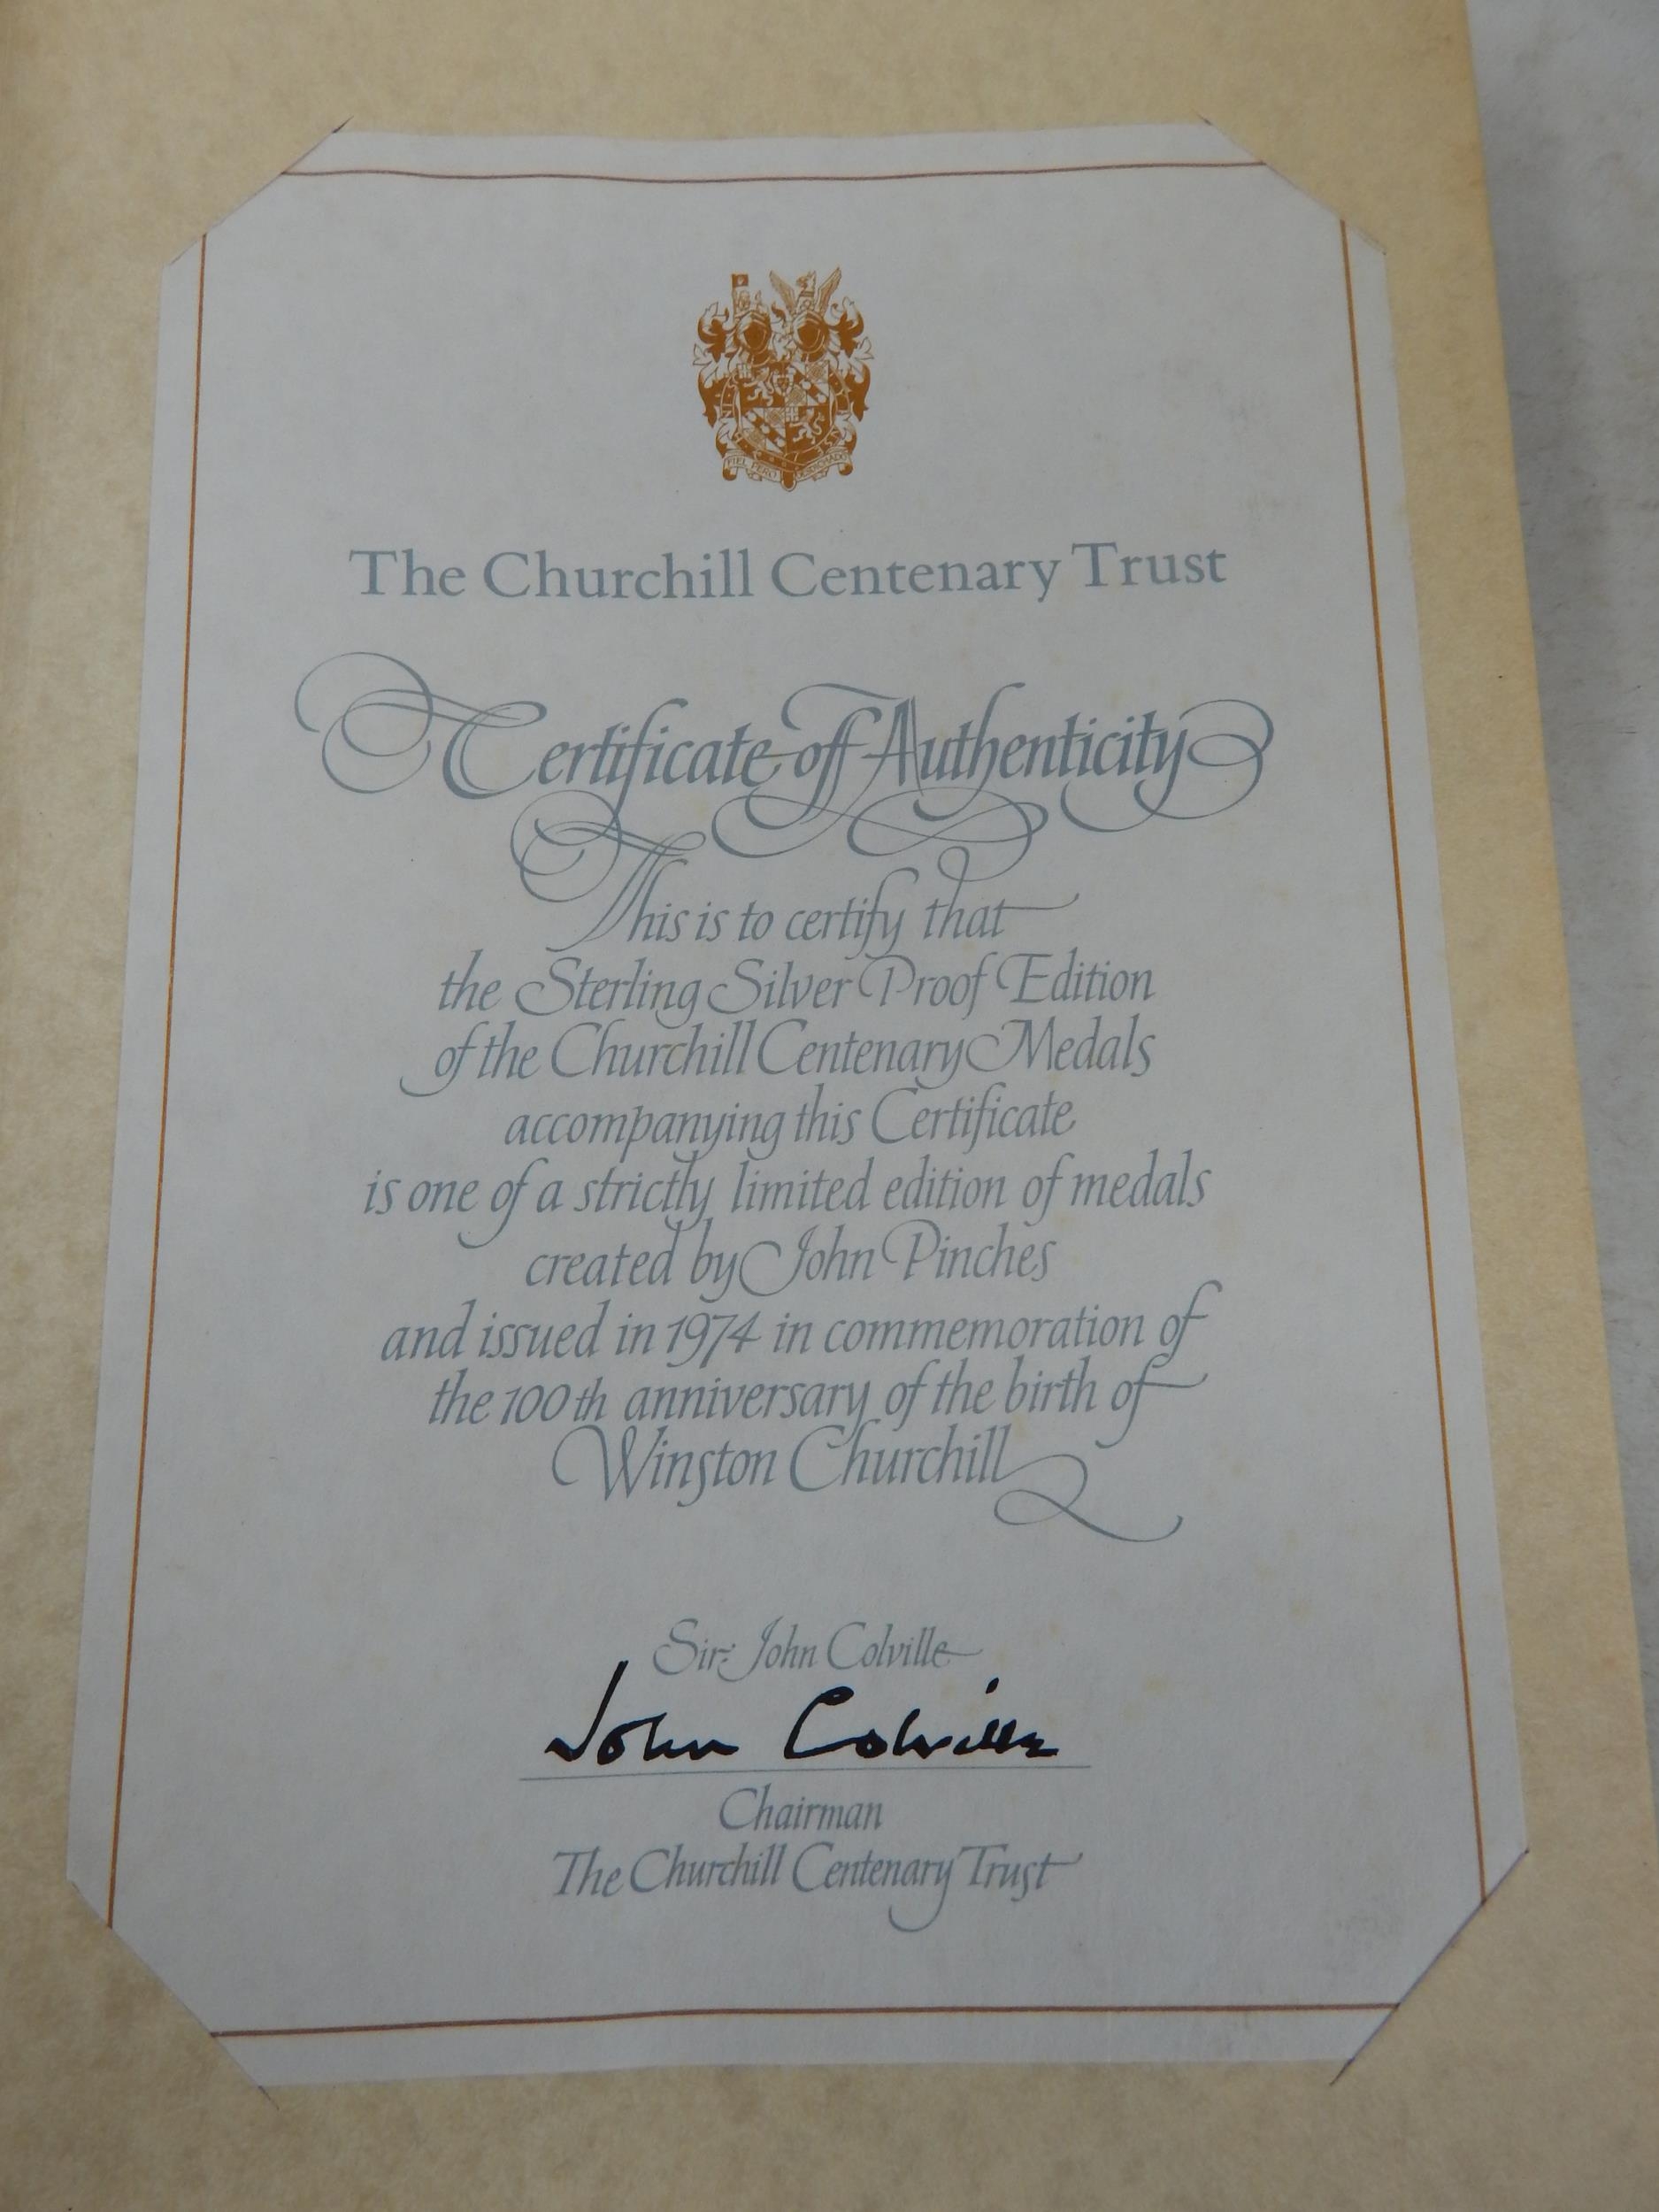 FIEL PERO DESDICHADO
The Churchill Centenary Trust
Certificate of Authenticity
This is to certify that
the Sterling Silver Proof Edition
of the Churchill Centenary Medals
accompanying this Certificate
is one of a strictly limited edition of medals
created by John Pinches
and issued in 1974 in commemoration of
the 100th anniversary of the birth of
Winston Churchill
Sir John Colville
John Colville
Chairman
The Churchill Centenary Trust